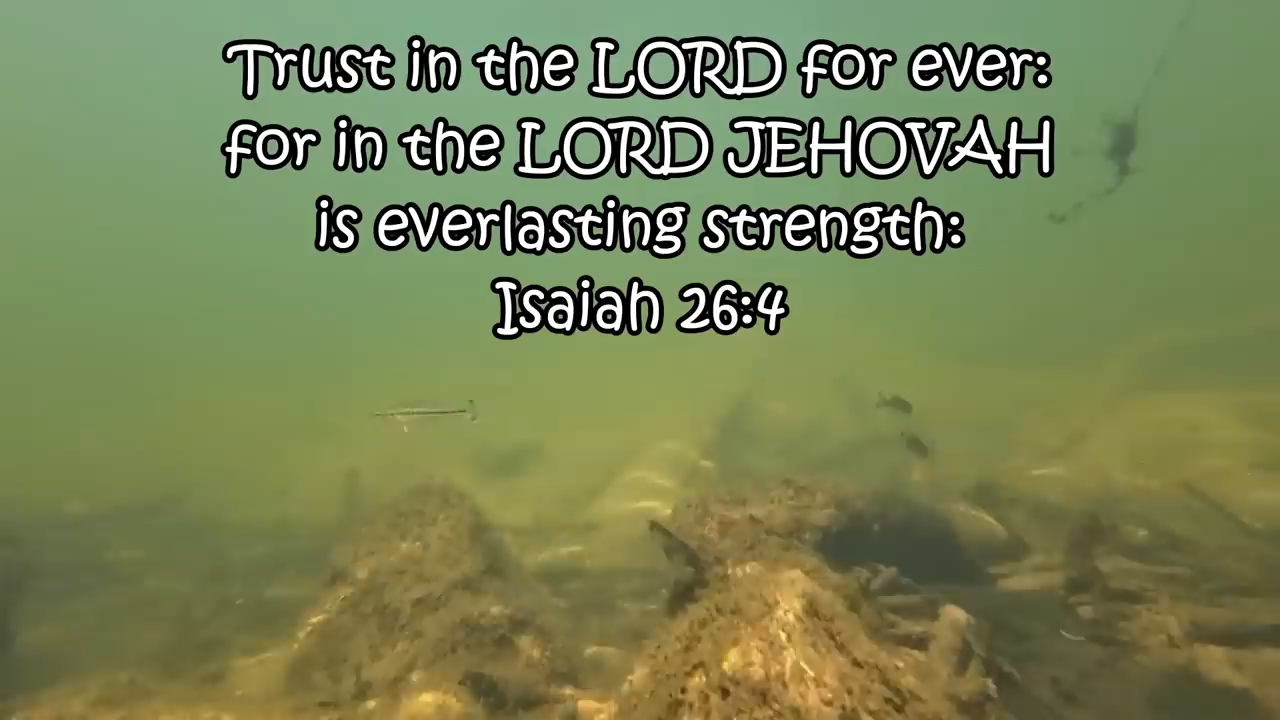 Trust in the LORD for ever:
for in the LORD JEHOVAH
is everlasting strength:
Isaiah 26:4